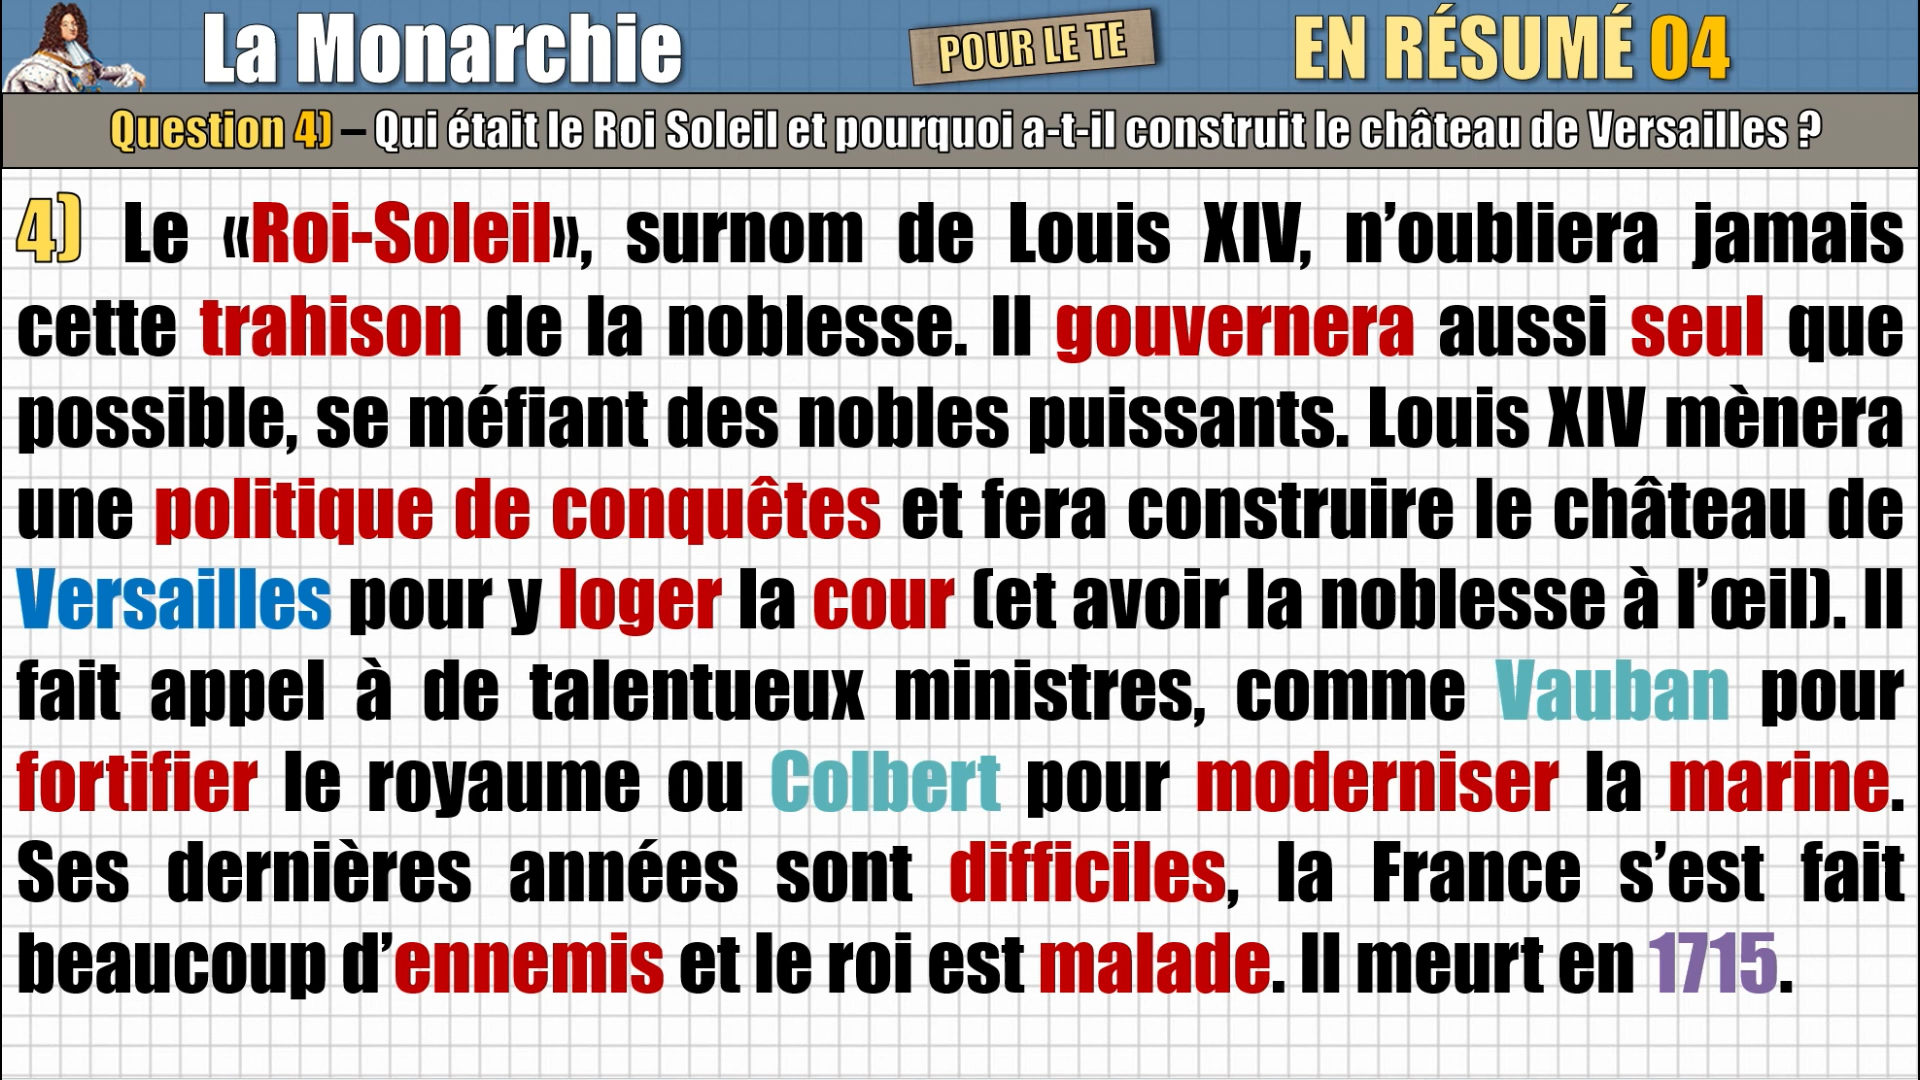 La Monarchie
POUR LE TE
EN RÉSUMÉ 04
Question 4) – Qui était le Roi Soleil et pourquoi a-t-il construit le château de Versailles ?
4) Le «Roi-Soleil», surnom de Louis XIV, n’oubliera jamais
cette trahison de la noblesse. Il gouvernera aussi seul que
possible, se méfiant des nobles puissants. Louis XIV mènera
une politique de conquêtes et fera construire le château de
Versailles pour y loger la cour (et avoir la noblesse à l’œil). Il
fait appel à de talentueux ministres, comme Vauban pour
fortifier le royaume ou Colbert pour moderniser la marine.
Ses dernières années sont difficiles, la France s’est fait
beaucoup d’ennemis et le roi est malade. Il meurt en 1715.